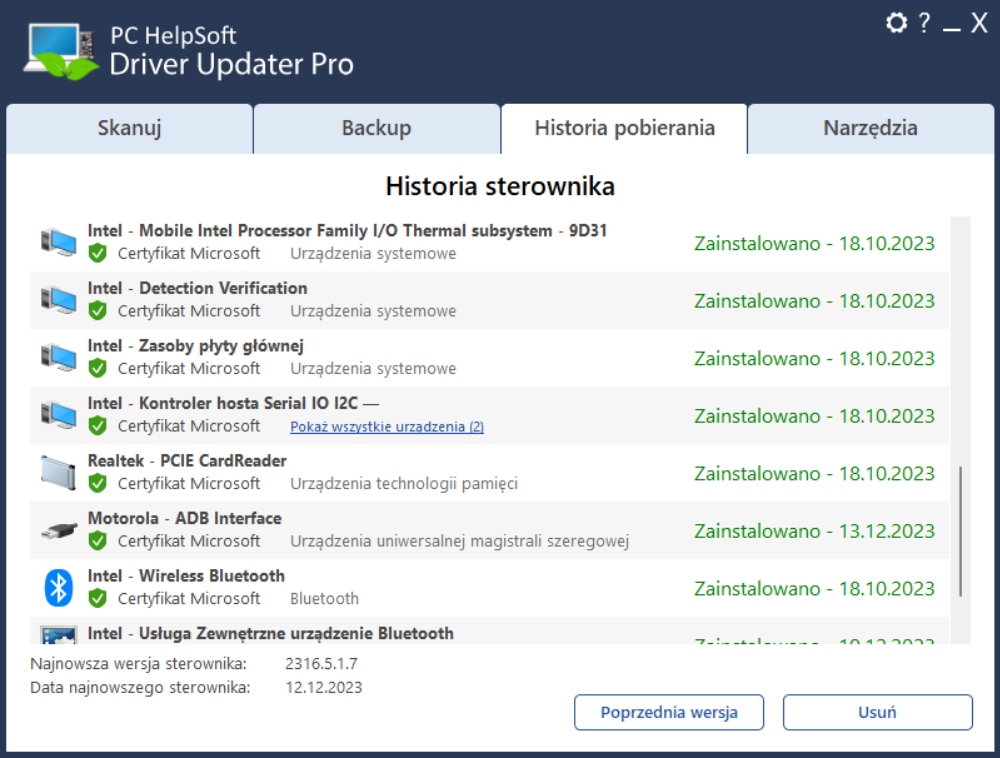 PC HelpSoft
Driver Updater Pro
? _ X
Skanuj Backup Historia pobierania Narzędzia
Historia sterownika
Intel - Mobile Intel Processor Family I/O Thermal subsystem - 9D31
Certyfikat Microsoft Urządzenia systemowe Zainstalowano - 18.10.2023
Intel - Detection Verification
Certyfikat Microsoft Urządzenia systemowe Zainstalowano - 18.10.2023
Intel - Zasoby płyty głównej
Certyfikat Microsoft Urządzenia systemowe Zainstalowano - 18.10.2023
Intel - Kontroler hosta Serial IO I2C —
Certyfikat Microsoft Pokaż wszystkie urządzenia (2) Zainstalowano - 18.10.2023
Realtek - PCIE CardReader
Certyfikat Microsoft Urządzenia technologii pamięci Zainstalowano - 18.10.2023
Motorola - ADB Interface
Certyfikat Microsoft Urządzenia uniwersalnej magistrali szeregowej Zainstalowano - 13.12.2023
Intel - Wireless Bluetooth
Certyfikat Microsoft Bluetooth Zainstalowano - 18.10.2023
Intel - Usługa Zewnętrzne urządzenie Bluetooth
Najnowsza wersja sterownika: 2316.5.1.7
Data najnowszego sterownika: 12.12.2023
Poprzednia wersja Usuń